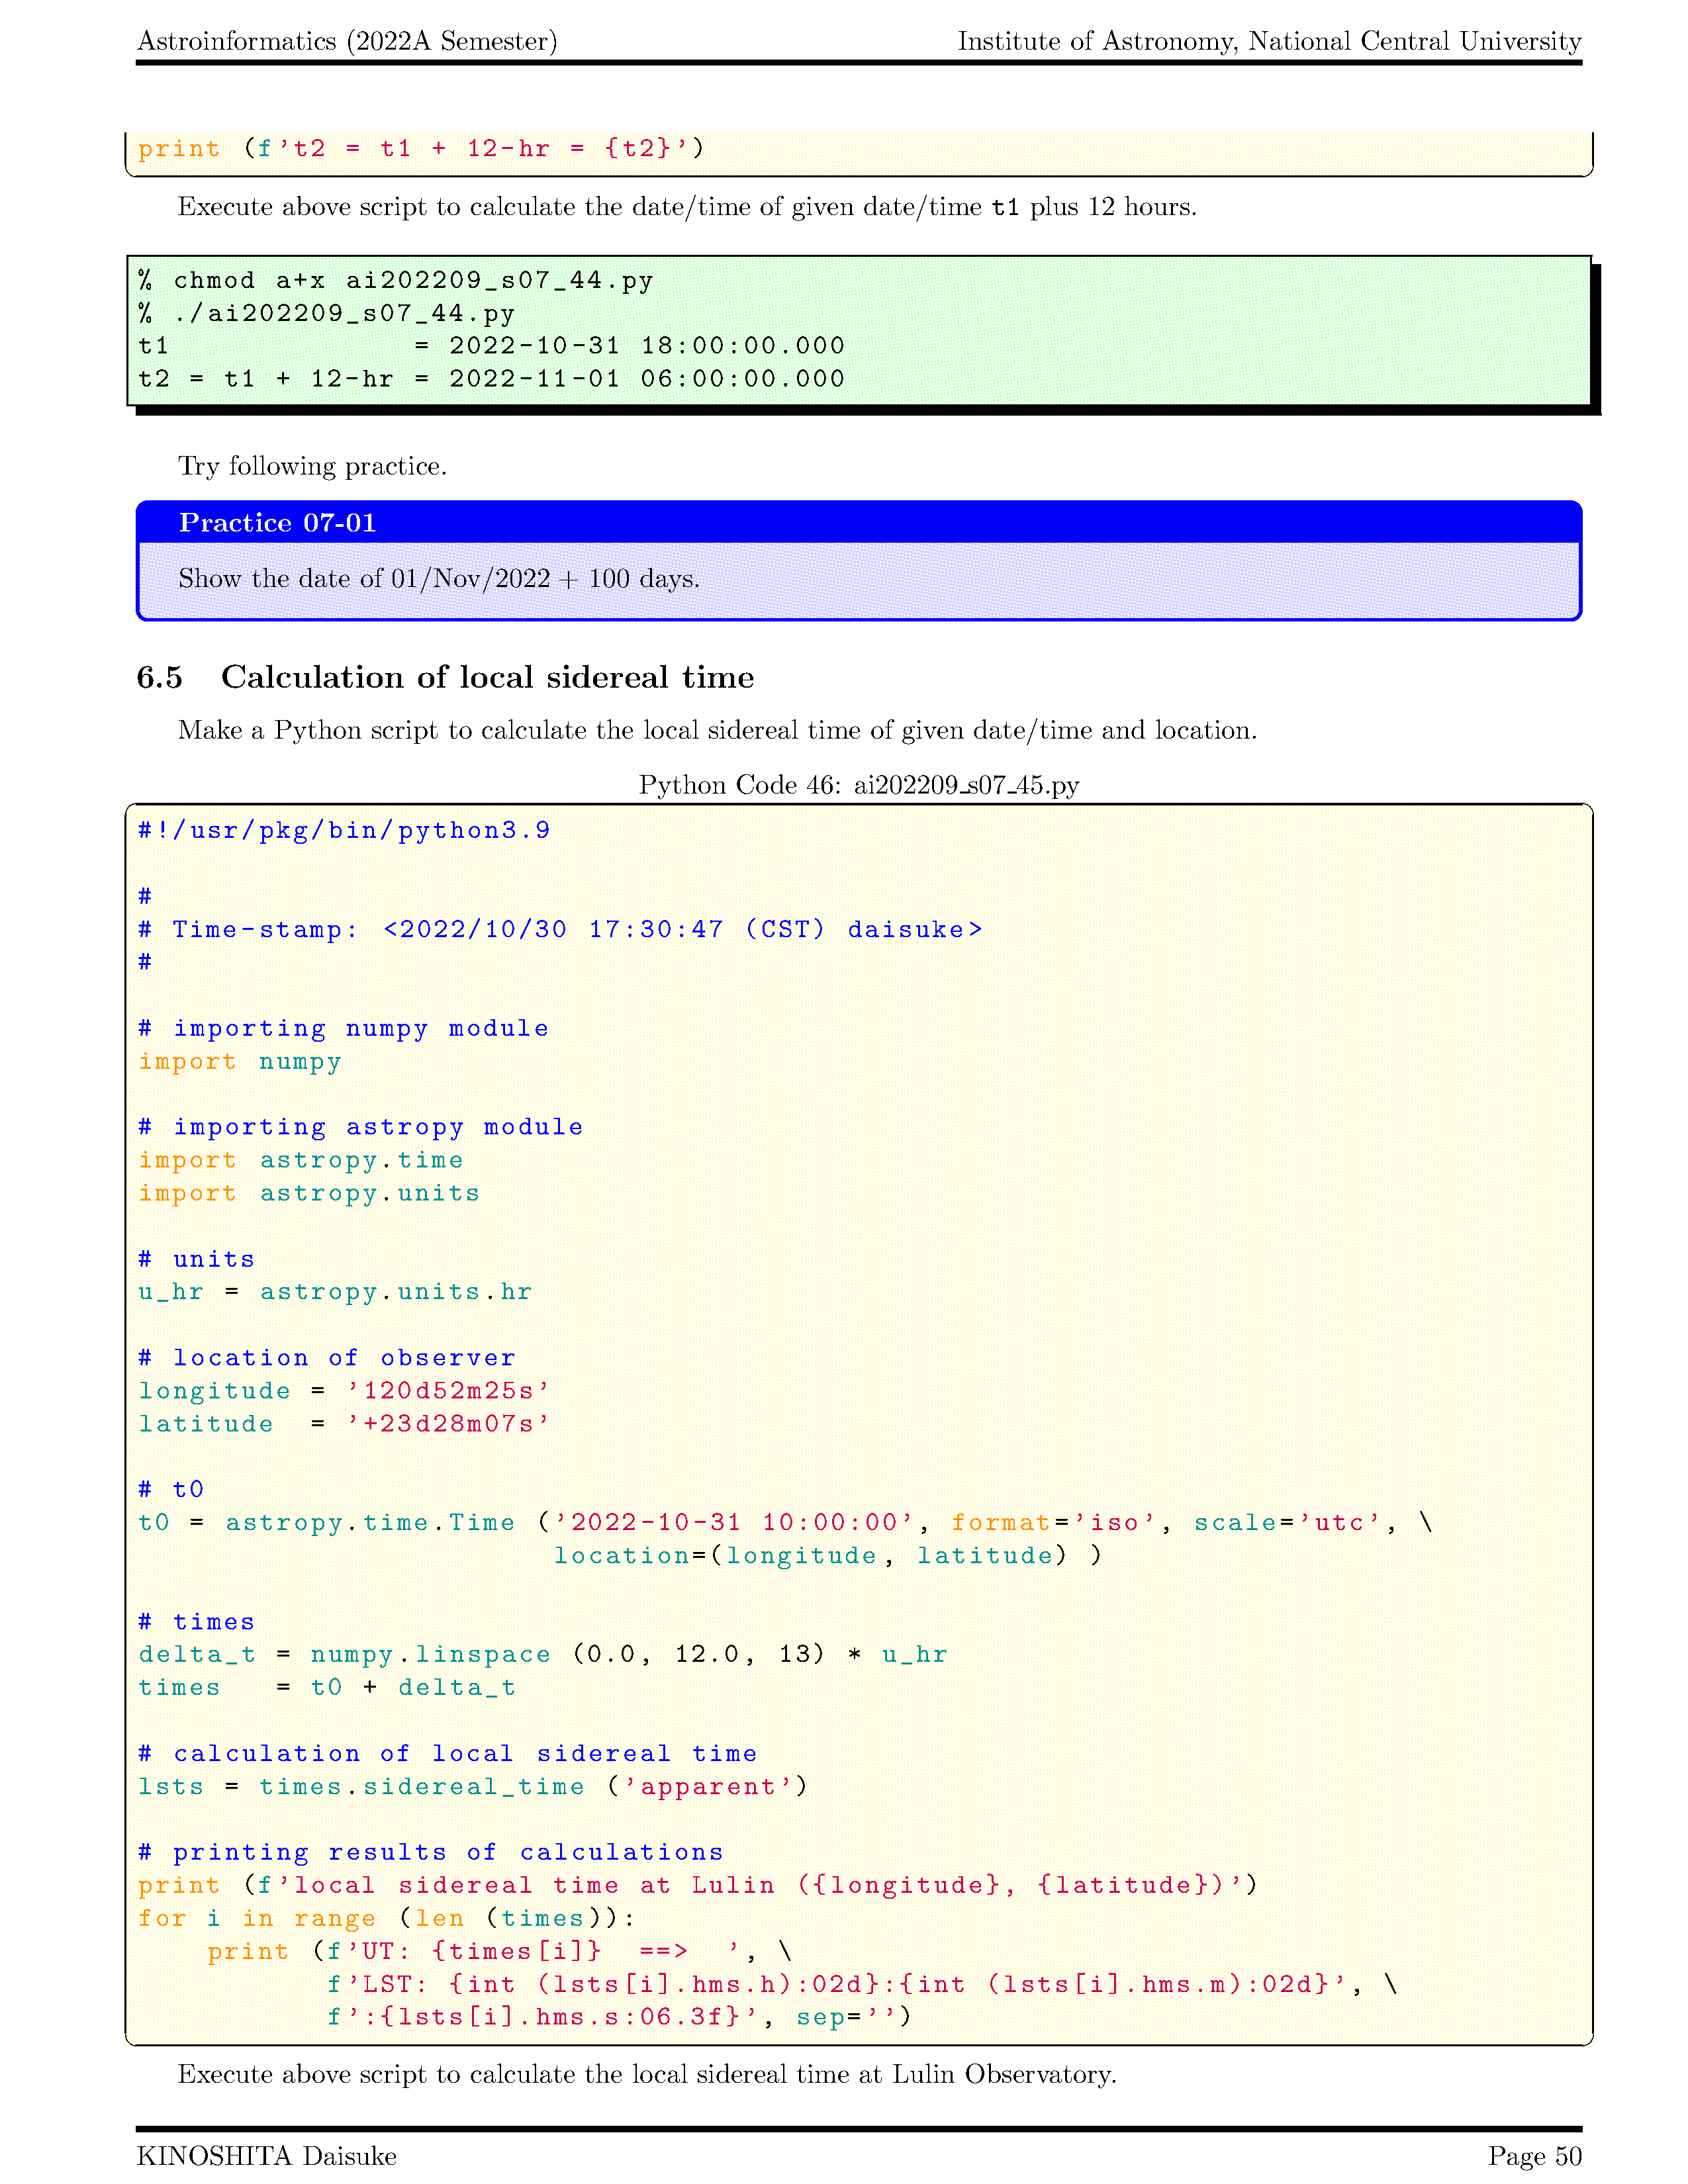 Astroinformatics (2022A Semester) Institute of Astronomy, National Central University
print (f't2 = t1 + 12-hr = {t2}')
Execute above script to calculate the date/time of given date/time t1 plus 12 hours.
% chmod a+x ai202209_s07_44.py
% ./ai202209_s07_44.py
t1              = 2022-10-31 18:00:00.000
t2 = t1 + 12-hr = 2022-11-01 06:00:00.000
Try following practice.
Practice 07-01
Show the date of 01/Nov/2022 + 100 days.
6.5 Calculation of local sidereal time
Make a Python script to calculate the local sidereal time of given date/time and location.
Python Code 46: ai202209_s07_45.py
#!/usr/pkg/bin/python3.9
#
# Time-stamp: <2022/10/30 17:30:47 (CST) daisuke>
#
# importing numpy module
import numpy
# importing astropy module
import astropy.time
import astropy.units
# units
u_hr = astropy.units.hr
# location of observer
longitude = '120d52m25s'
latitude  = '+23d28m07s'
# t0
t0 = astropy.time.Time ('2022-10-31 10:00:00', format='iso', scale='utc', \
                        location=(longitude, latitude) )
# times
delta_t = numpy.linspace (0.0, 12.0, 13) * u_hr
times   = t0 + delta_t
# calculation of local sidereal time
lsts = times.sidereal_time ('apparent')
# printing results of calculations
print (f'local sidereal time at Lulin ({longitude}, {latitude})')
for i in range (len (times)):
    print (f'UT: {times[i]}  ==>  ', \
           f'LST: {int (lsts[i].hms.h):02d}:{int (lsts[i].hms.m):02d}', \
           f':{lsts[i].hms.s:06.3f}', sep='')
Execute above script to calculate the local sidereal time at Lulin Observatory.
KINOSHITA Daisuke Page 50